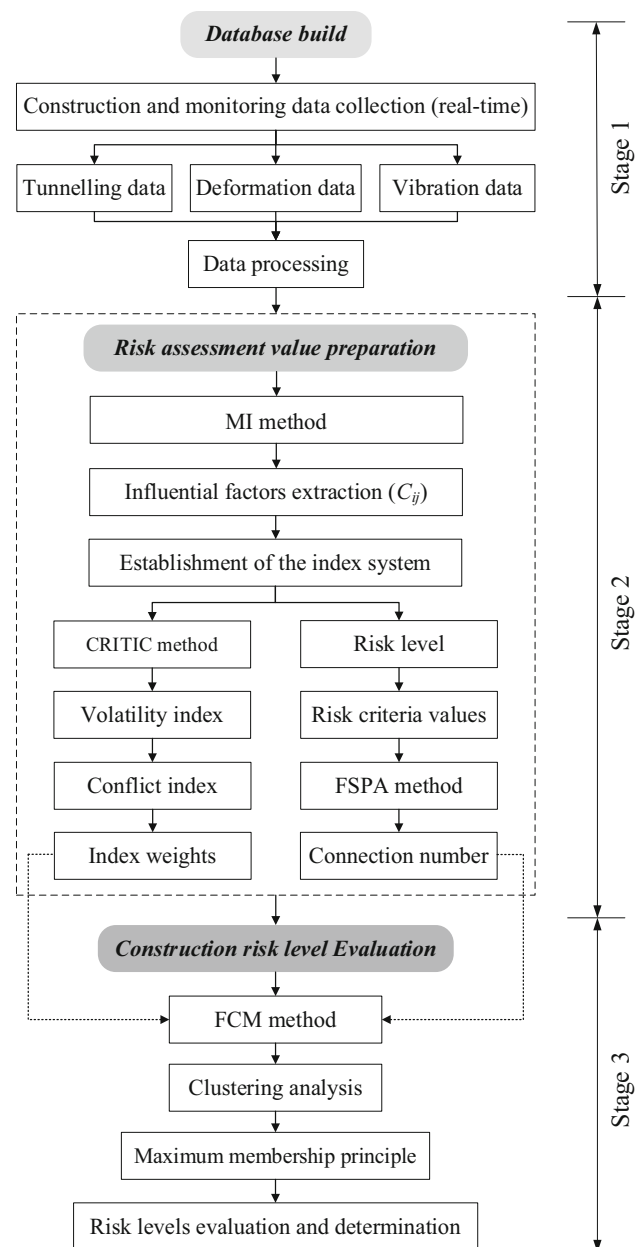 Database build
Construction and monitoring data collection (real-time)
Tunnelling data
Deformation data
Vibration data
Data processing
Stage 1
Risk assessment value preparation
MI method
Influential factors extraction (C_{ij})
Establishment of the index system
CRITIC method
Risk level
Volatility index
Risk criteria values
Conflict index
FSPA method
Index weights
Connection number
Stage 2
Construction risk level Evaluation
FCM method
Clustering analysis
Maximum membership principle
Risk levels evaluation and determination
Stage 3